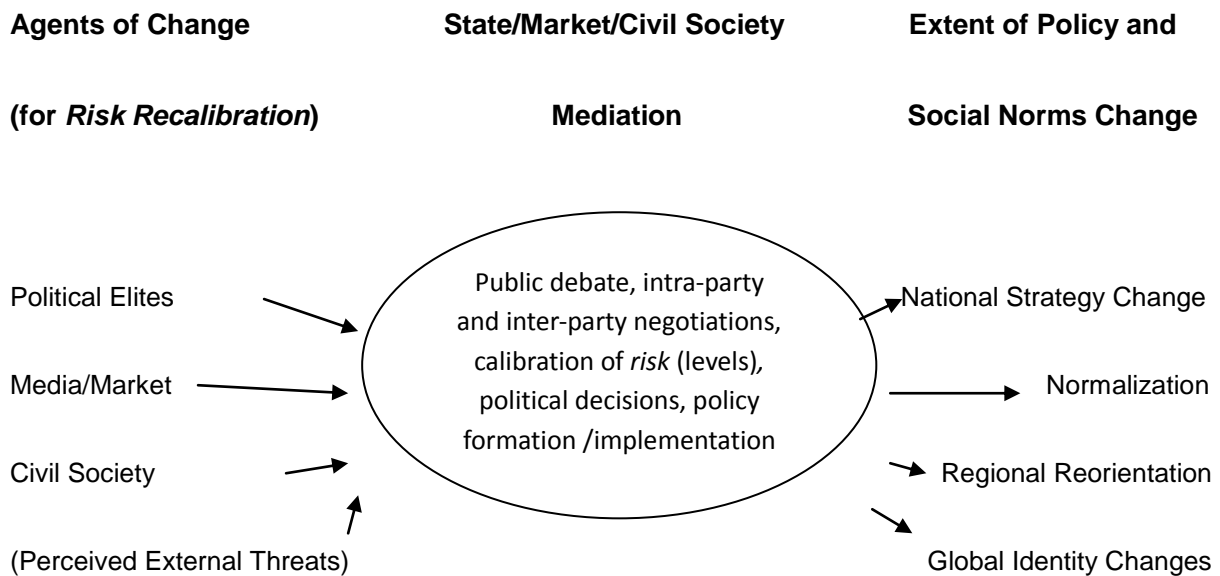 Agents of Change
(for Risk Recalibration)
State/Market/Civil Society
Mediation
Extent of Policy and
Social Norms Change
Political Elites
Media/Market
Civil Society
(Perceived External Threats)
Public debate, intra-party
and inter-party negotiations,
calibration of risk (levels),
political decisions, policy
formation /implementation
National Strategy Change
Normalization
Regional Reorientation
Global Identity Changes